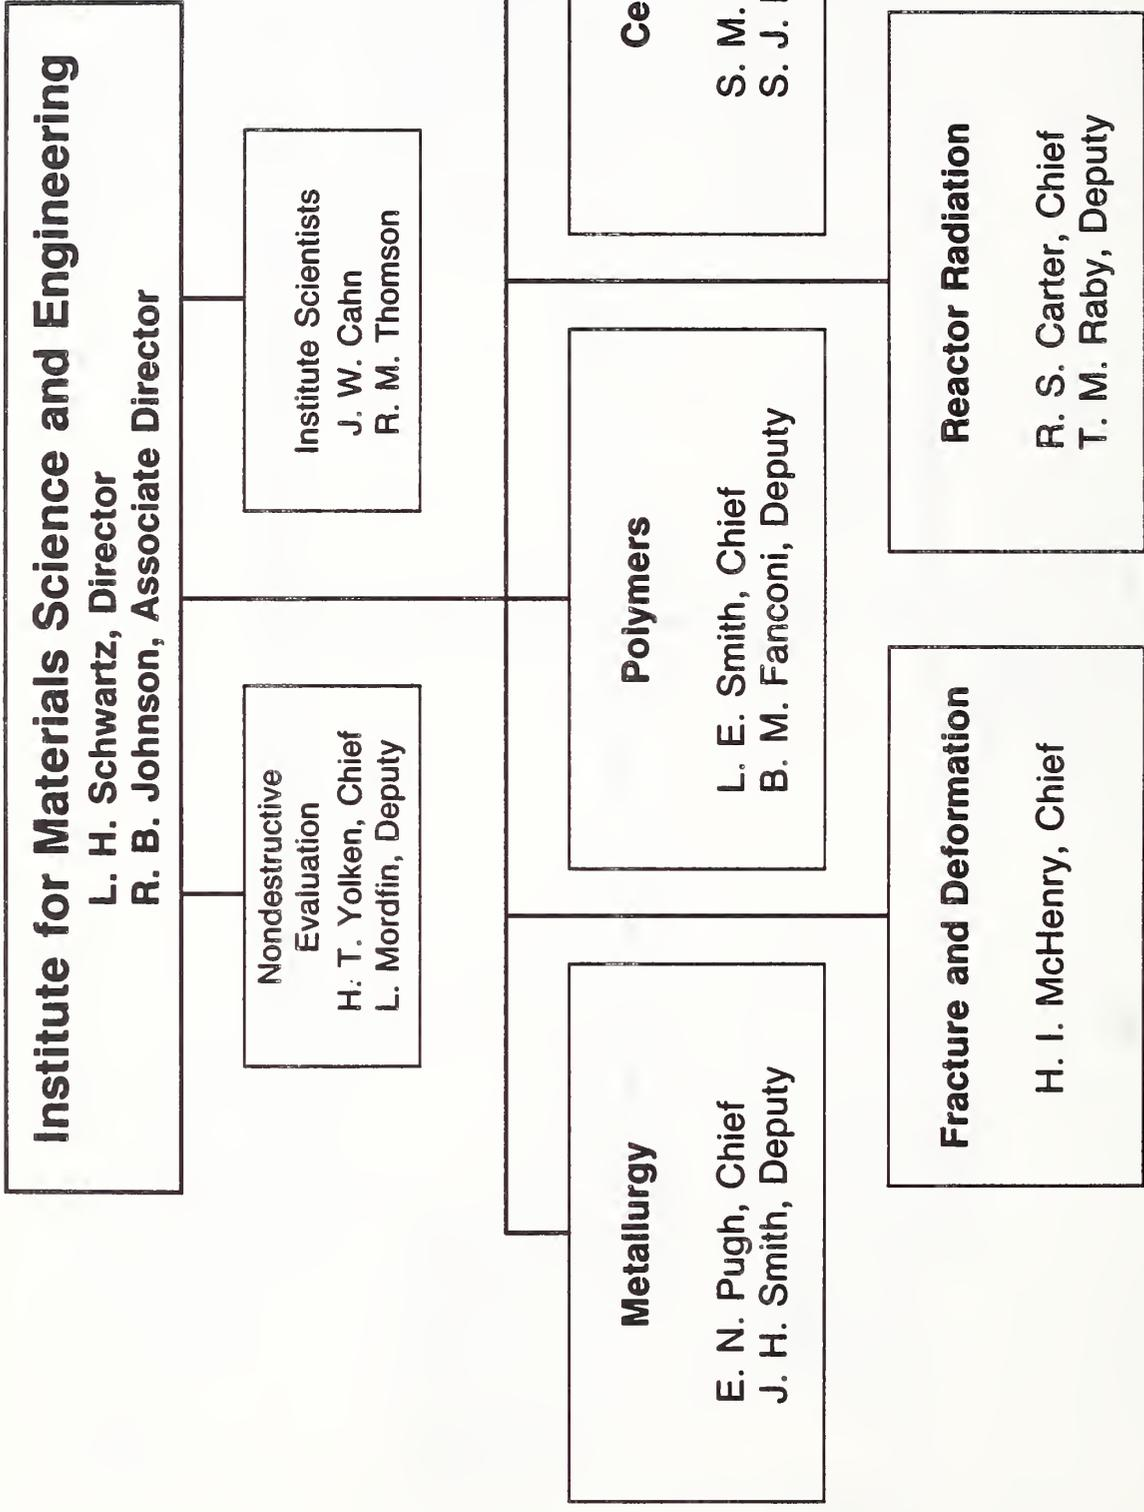 Institute for Materials Science and Engineering
L. H. Schwartz, Director
R. B. Johnson, Associate Director
Nondestructive
Evaluation
H. T. Yolken, Chief
L. Mordfin, Deputy
Institute Scientists
J. W. Cahn
R. M. Thomson
Metallurgy
E. N. Pugh, Chief
J. H. Smith, Deputy
Polymers
L. E. Smith, Chief
B. M. Fanconi, Deputy
Ce
S. M.
S. J.
Fracture and Deformation
H. I. McHenry, Chief
Reactor Radiation
R. S. Carter, Chief
T. M. Raby, Deputy